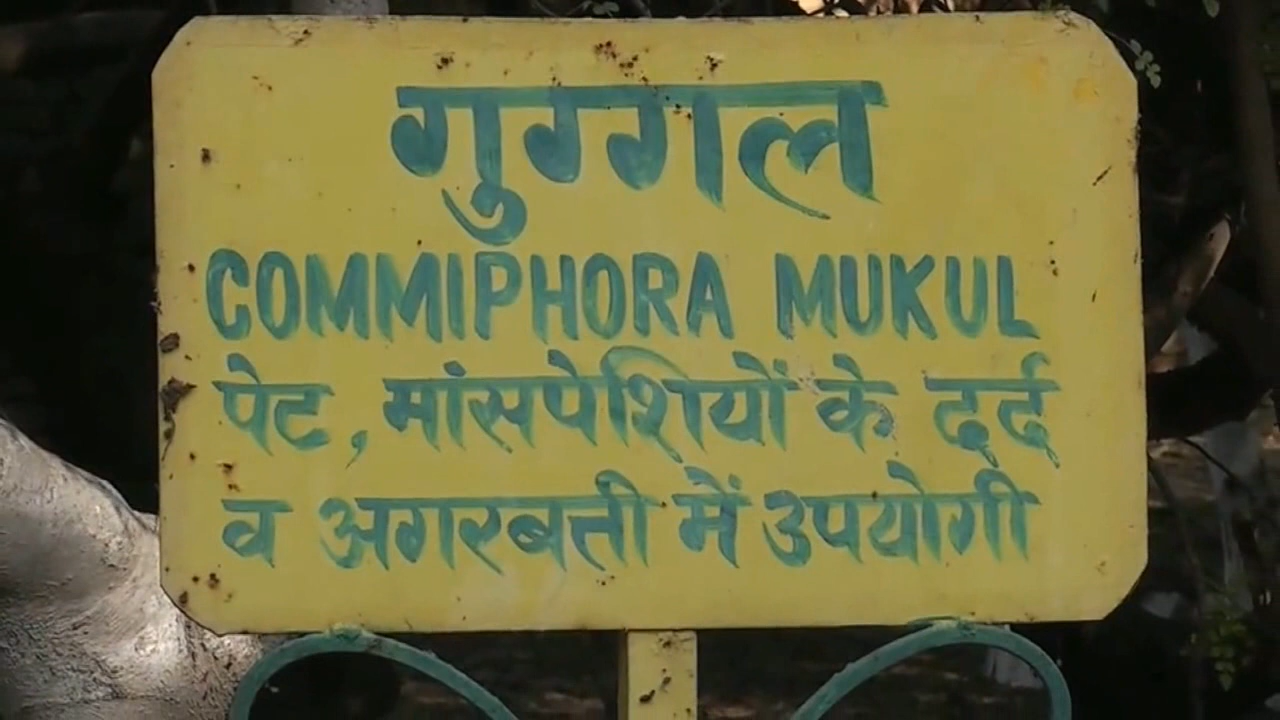 गुग्गल
COMMIPHORA MUKUL
पेट, मांसपेशियों के दर्द
व अगरबत्ती में उपयोगी